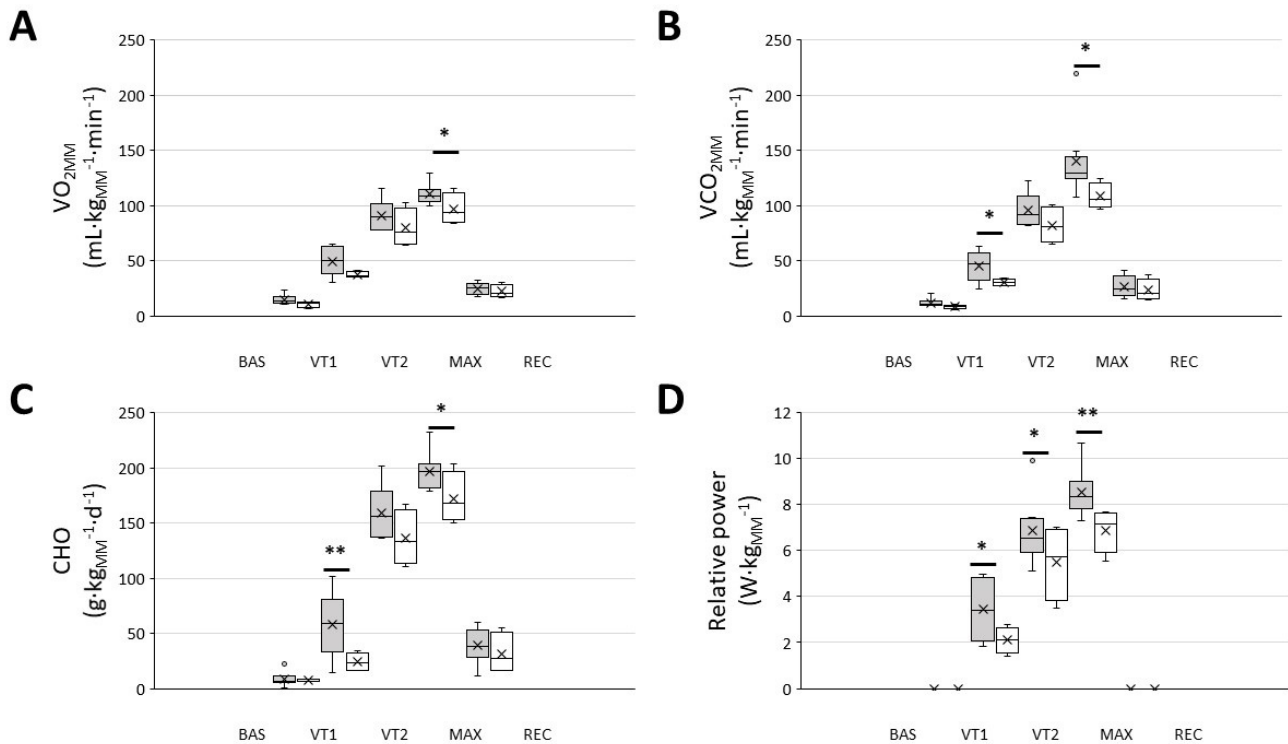 A
VO2MM
(mL·kgMM⁻¹·min⁻¹)
250
200
150
100
50
0
*
BAS VT1 VT2 MAX REC
B
VCO2MM
(mL·kgMM⁻¹·min⁻¹)
250
200
150
100
50
0
*
*
BAS VT1 VT2 MAX REC
C
CHO
(g·kgMM⁻¹·d⁻¹)
250
200
150
100
50
0
**
*
BAS VT1 VT2 MAX REC
D
Relative power
(W·kgMM⁻¹)
12
10
8
6
4
2
0
*
*
**
BAS VT1 VT2 MAX REC